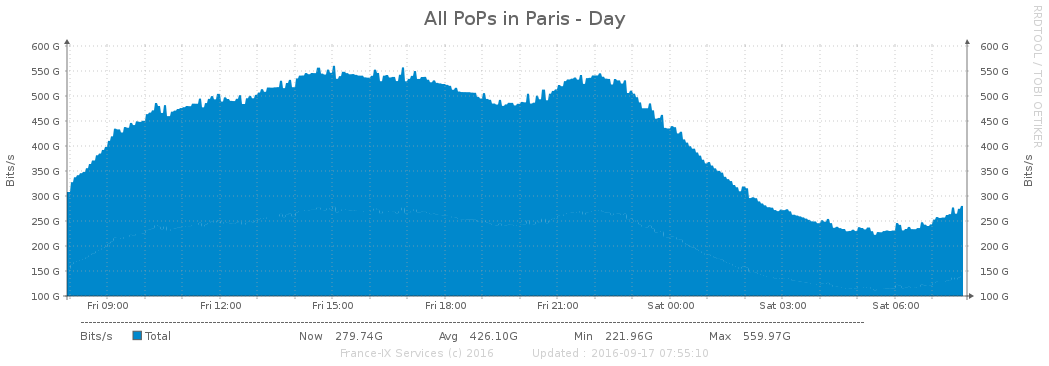 All PoPs in Paris - Day
RRDTOOL / TOBI OETIKER
600 G 600 G
550 G 550 G
500 G 500 G
450 G 450 G
400 G 400 G
350 G 350 G
300 G 300 G
250 G 250 G
200 G 200 G
150 G 150 G
100 G 100 G
Bits/s
Bits/s
Fri 09:00 Fri 12:00 Fri 15:00 Fri 18:00 Fri 21:00 Sat 00:00 Sat 03:00 Sat 06:00
Bits/s Total Now 279.74G Avg 426.10G Min 221.96G Max 559.97G
France-IX Services (c) 2016 Updated : 2016-09-17 07:55:10